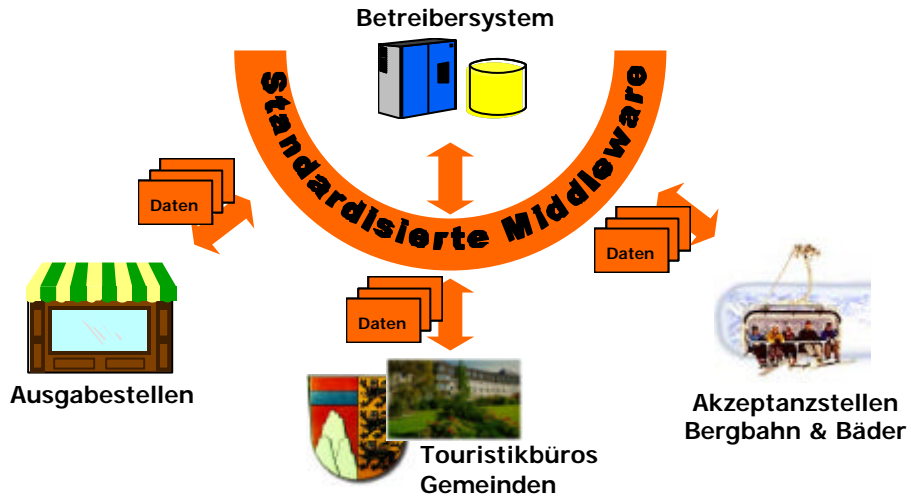 Betreibersystem
Standardisierte Middleware
Daten
Daten
Daten
Ausgabestellen
Touristikbüros
Gemeinden
Akzeptanzstellen
Bergbahn & Bäder